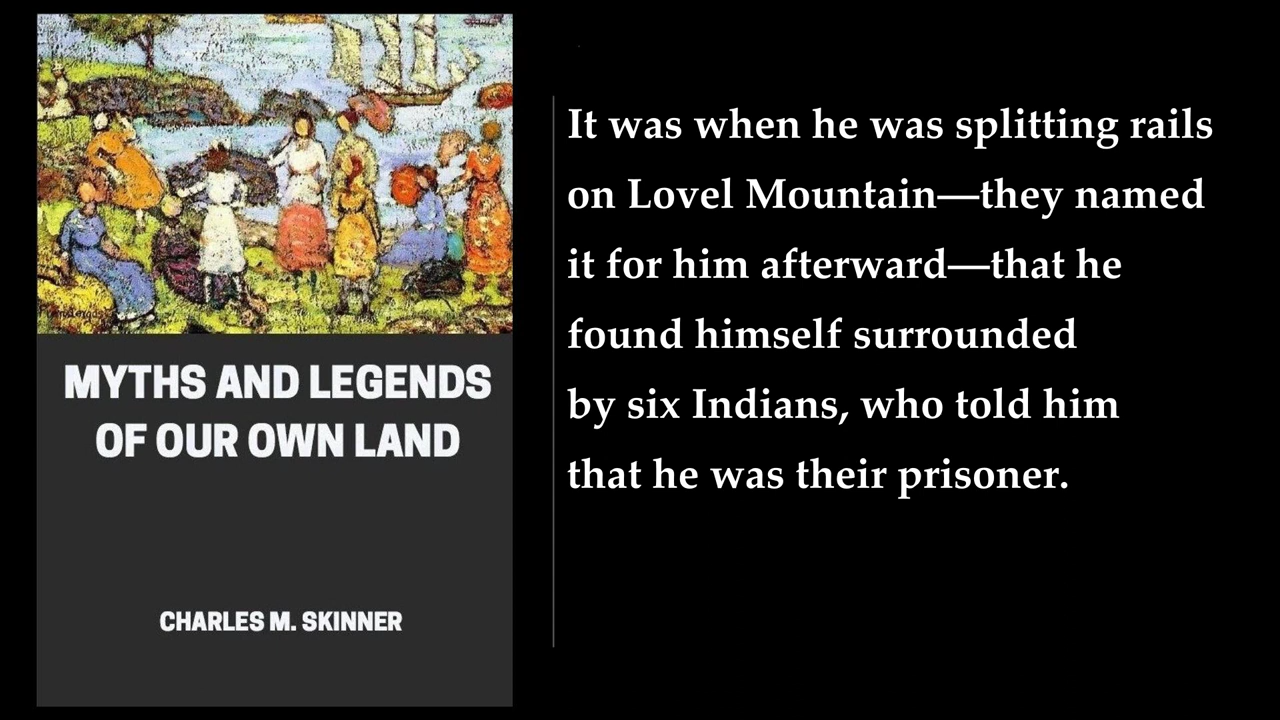 MYTHS AND LEGENDS
OF OUR OWN LAND
CHARLES M. SKINNER
It was when he was splitting rails
on Lovel Mountain—they named
it for him afterward—that he
found himself surrounded
by six Indians, who told him
that he was their prisoner.